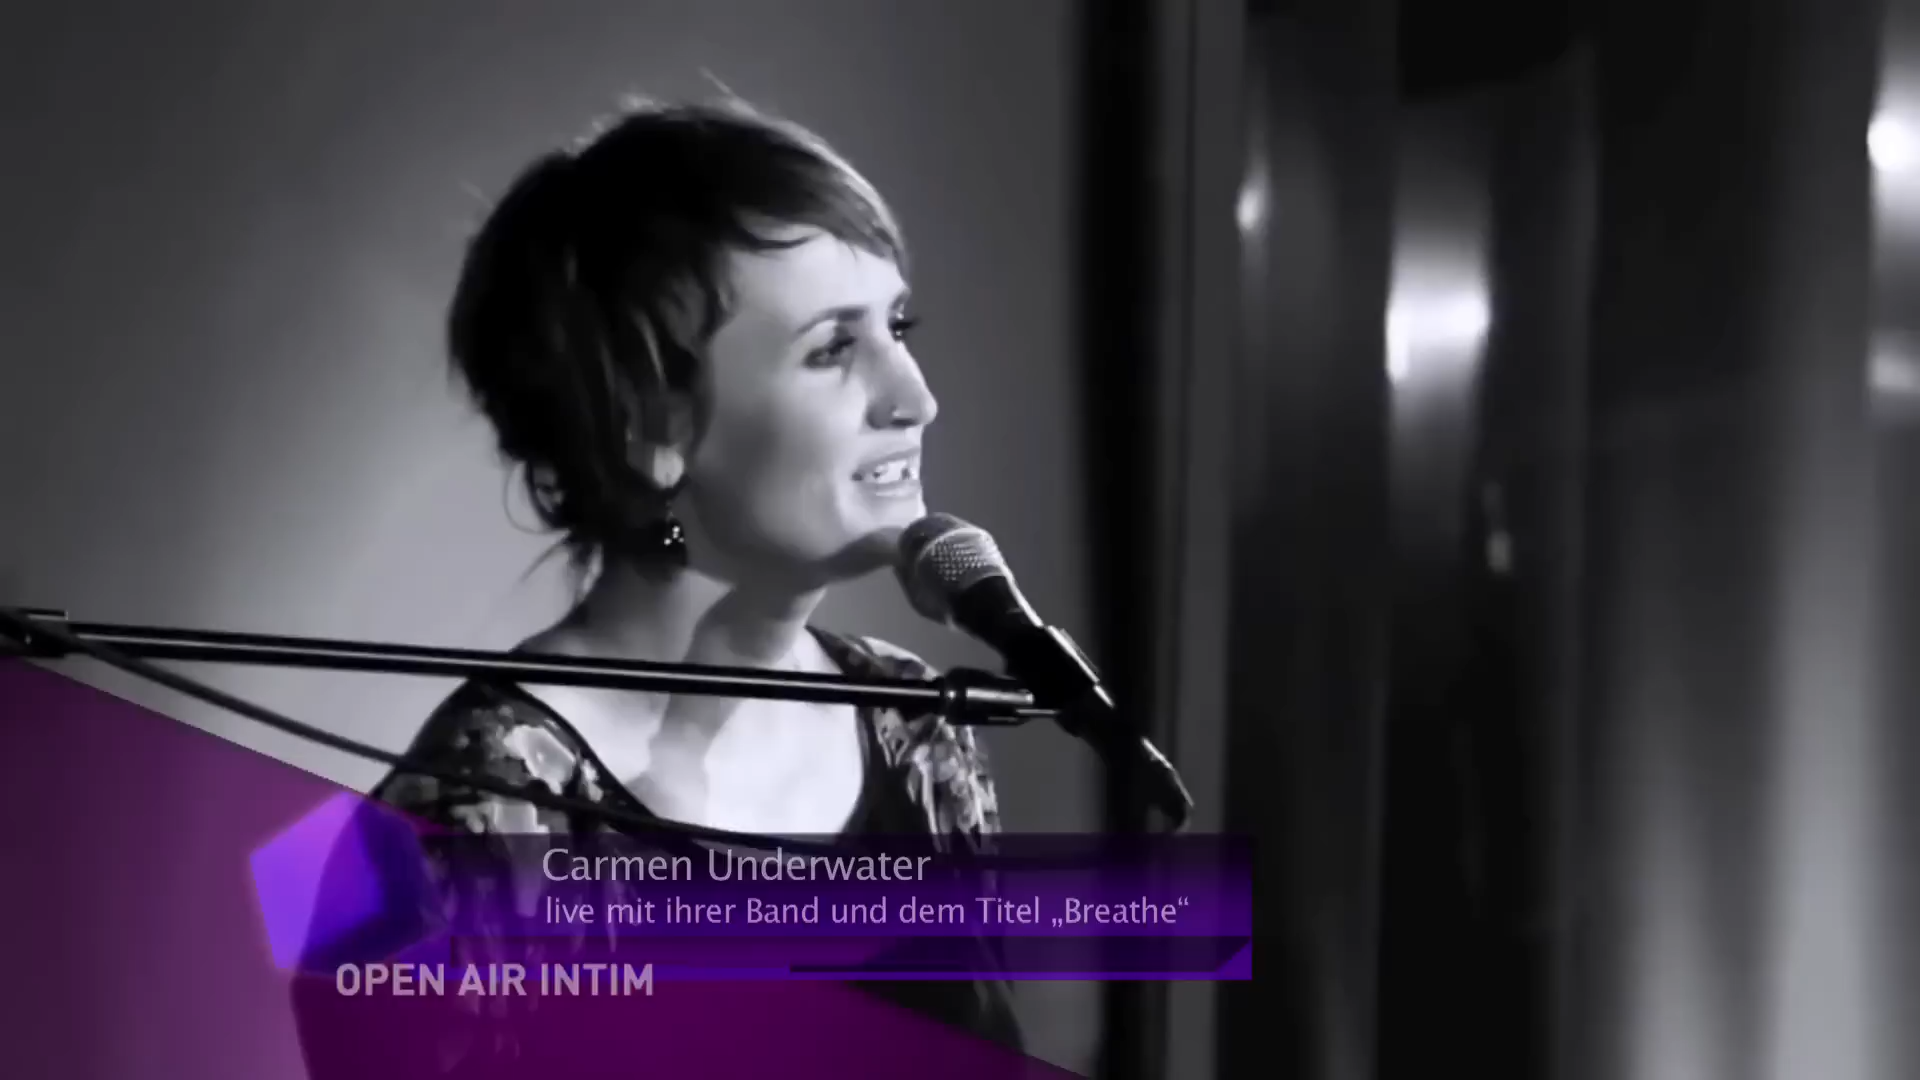 Carmen Underwater
live mit ihrer Band und dem Titel „Breathe“
OPEN AIR INTIM